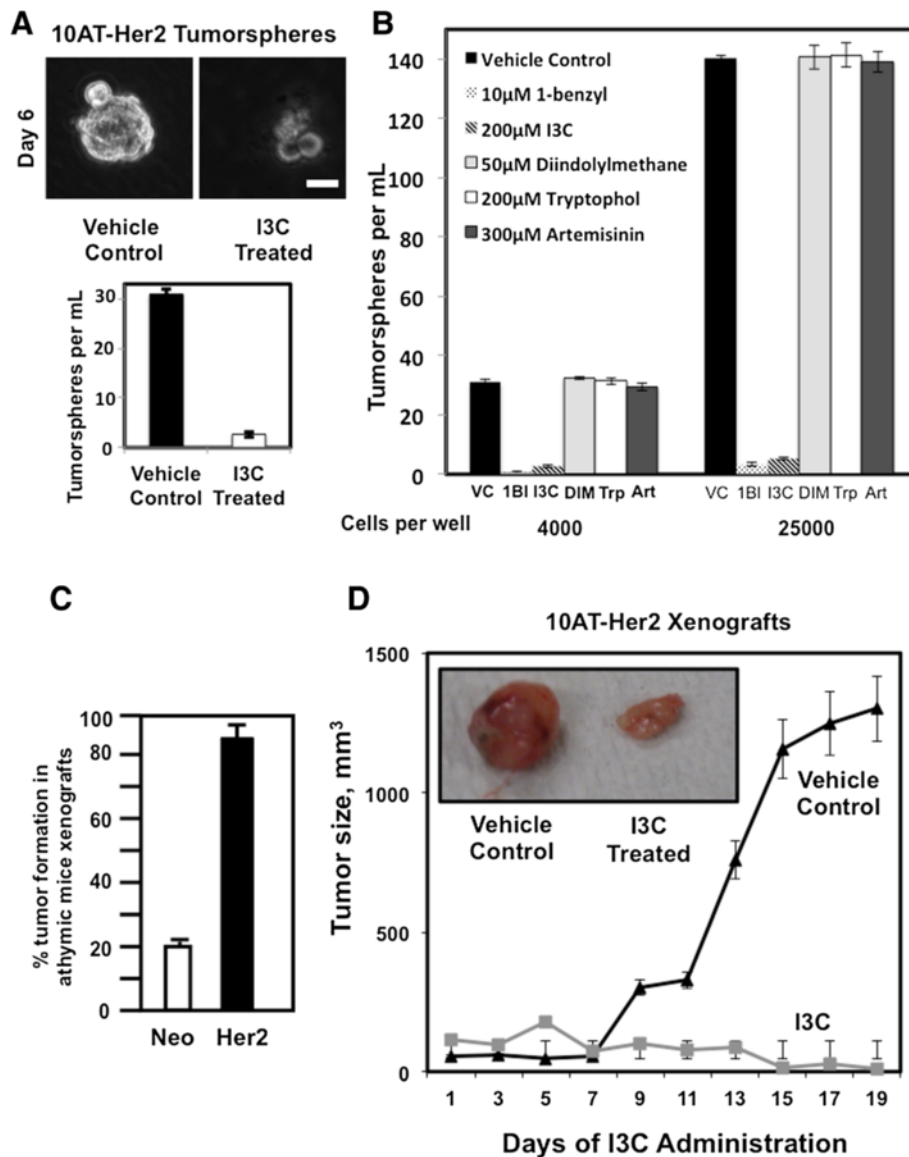 A
10AT-Her2 Tumorspheres
Day 6
Vehicle
Control
I3C
Treated
Tumorspheres per mL
30
20
10
0
Vehicle
Control
I3C
Treated
B
Tumorspheres per mL
140
120
100
80
60
40
20
0
Vehicle Control
10μM 1-benzyl
200μM I3C
50μM Diindolylmethane
200μM Tryptophol
300μM Artemisinin
VC 1BI I3C DIM Trp Art
VC 1BI I3C DIM Trp Art
Cells per well 4000 25000
C
% tumor formation in
athymic mice xenografts
100
80
60
40
20
0
Neo Her2
D
10AT-Her2 Xenografts
Tumor size, mm³
1500
1000
500
0
Vehicle
Control
I3C
Treated
Vehicle
Control
I3C
1 3 5 7 9 11 13 15 17 19
Days of I3C Administration